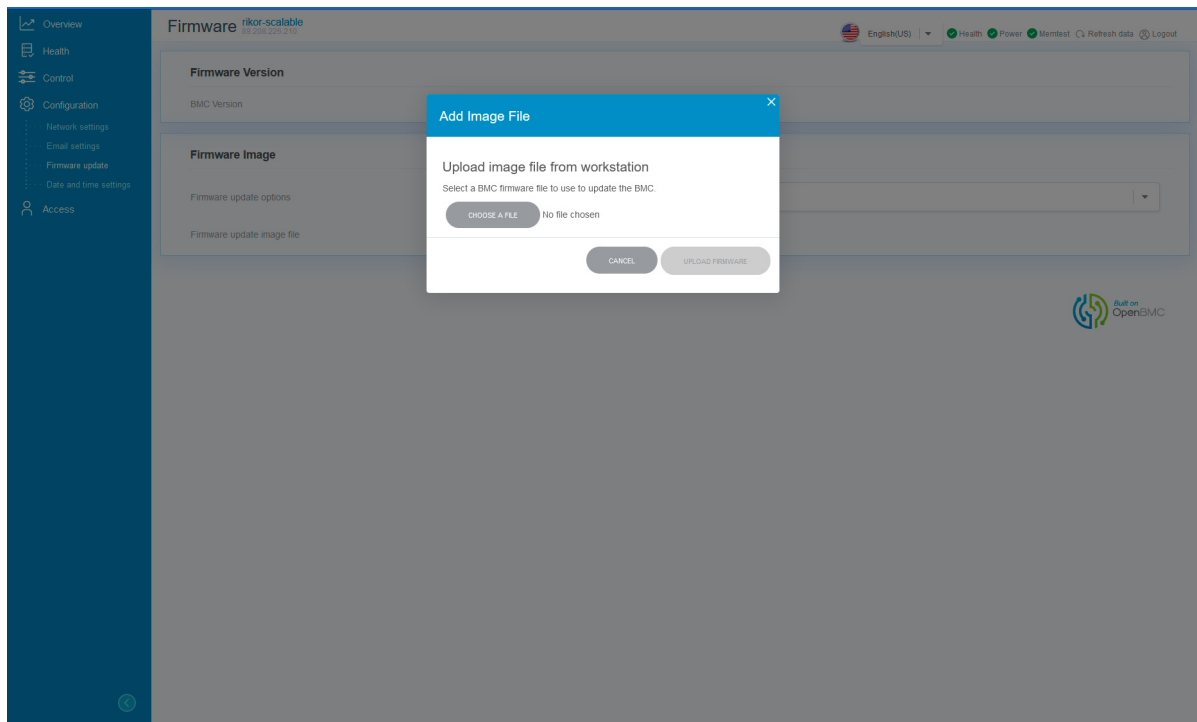 Overview
Health
Control
Configuration
Network settings
Email settings
Firmware update
Date and time settings
Access
Firmware rikor-scalable
English(US)
Health Power Memtest Refresh data Logout
Firmware Version
BMC Version
Firmware Image
Firmware update options
Firmware update image file
Add Image File
Upload image file from workstation
Select a BMC firmware file to use to update the BMC.
CHOOSE A FILE No file chosen
CANCEL UPLOAD FIRMWARE
Built on
OpenBMC